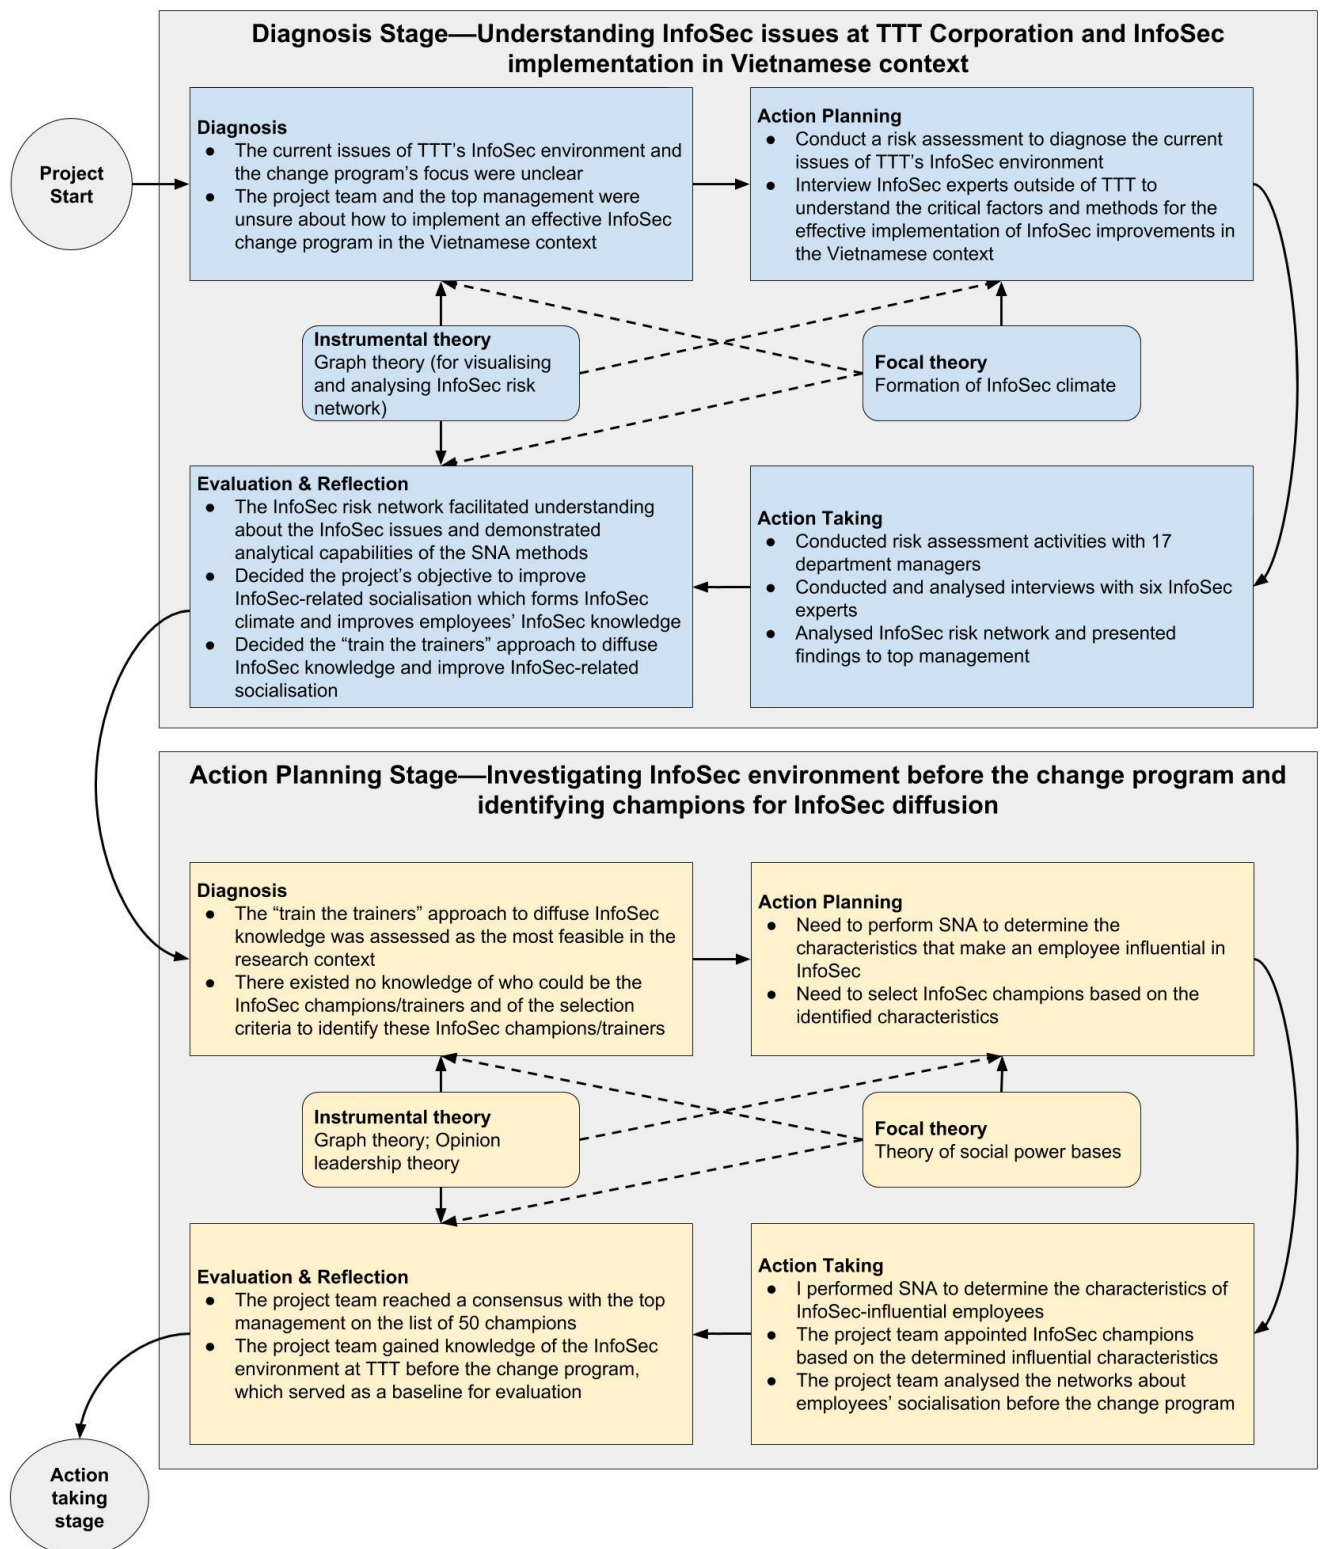 Diagnosis Stage—Understanding InfoSec issues at TTT Corporation and InfoSec
implementation in Vietnamese context
Project
Start
Diagnosis
● The current issues of TTT's InfoSec environment and
the change program's focus were unclear
● The project team and the top management were
unsure about how to implement an effective InfoSec
change program in the Vietnamese context
Action Planning
● Conduct a risk assessment to diagnose the current
issues of TTT's InfoSec environment
● Interview InfoSec experts outside of TTT to
understand the critical factors and methods for the
effective implementation of InfoSec improvements in
the Vietnamese context
Instrumental theory
Graph theory (for visualising
and analysing InfoSec risk
network)
Focal theory
Formation of InfoSec climate
Evaluation & Reflection
● The InfoSec risk network facilitated understanding
about the InfoSec issues and demonstrated
analytical capabilities of the SNA methods
● Decided the project's objective to improve
InfoSec-related socialisation which forms InfoSec
climate and improves employees' InfoSec knowledge
● Decided the “train the trainers” approach to diffuse
InfoSec knowledge and improve InfoSec-related
socialisation
Action Taking
● Conducted risk assessment activities with 17
department managers
● Conducted and analysed interviews with six InfoSec
experts
● Analysed InfoSec risk network and presented
findings to top management
Action Planning Stage—Investigating InfoSec environment before the change program and
identifying champions for InfoSec diffusion
Diagnosis
● The “train the trainers” approach to diffuse InfoSec
knowledge was assessed as the most feasible in the
research context
● There existed no knowledge of who could be the
InfoSec champions/trainers and of the selection
criteria to identify these InfoSec champions/trainers
Action Planning
● Need to perform SNA to determine the
characteristics that make an employee influential in
InfoSec
● Need to select InfoSec champions based on the
identified characteristics
Instrumental theory
Graph theory; Opinion
leadership theory
Focal theory
Theory of social power bases
Evaluation & Reflection
● The project team reached a consensus with the top
management on the list of 50 champions
● The project team gained knowledge of the InfoSec
environment at TTT before the change program,
which served as a baseline for evaluation
Action Taking
● I performed SNA to determine the characteristics of
InfoSec-influential employees
● The project team appointed InfoSec champions
based on the determined influential characteristics
● The project team analysed the networks about
employees' socialisation before the change program
Action
taking
stage